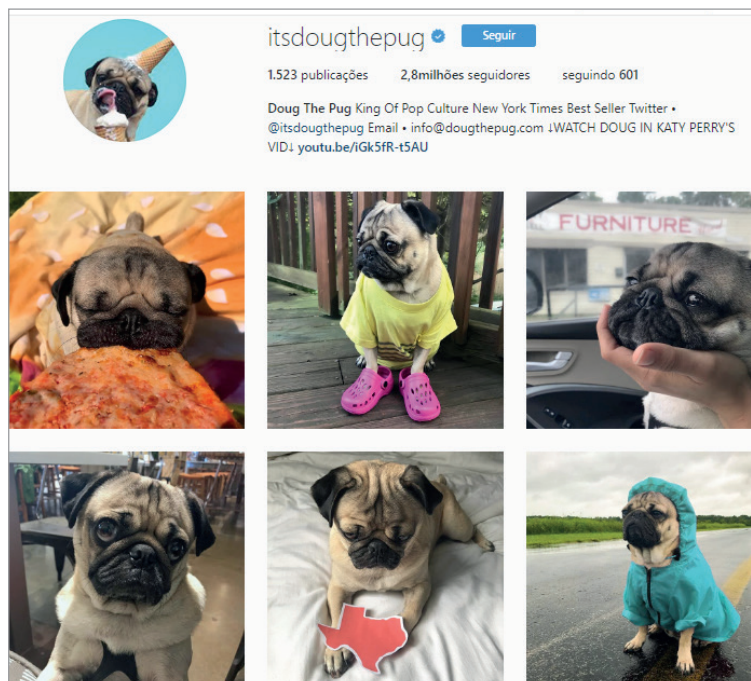 itsdougthepug Seguir
1.523 publicações 2,8milhões seguidores seguindo 601
Doug The Pug King Of Pop Culture New York Times Best Seller Twitter •
@itsdougthepug Email • info@dougthepug.com ↓WATCH DOUG IN KATY PERRY'S
VID↓ youtu.be/iGk5fR-t5AU
FURNITURE